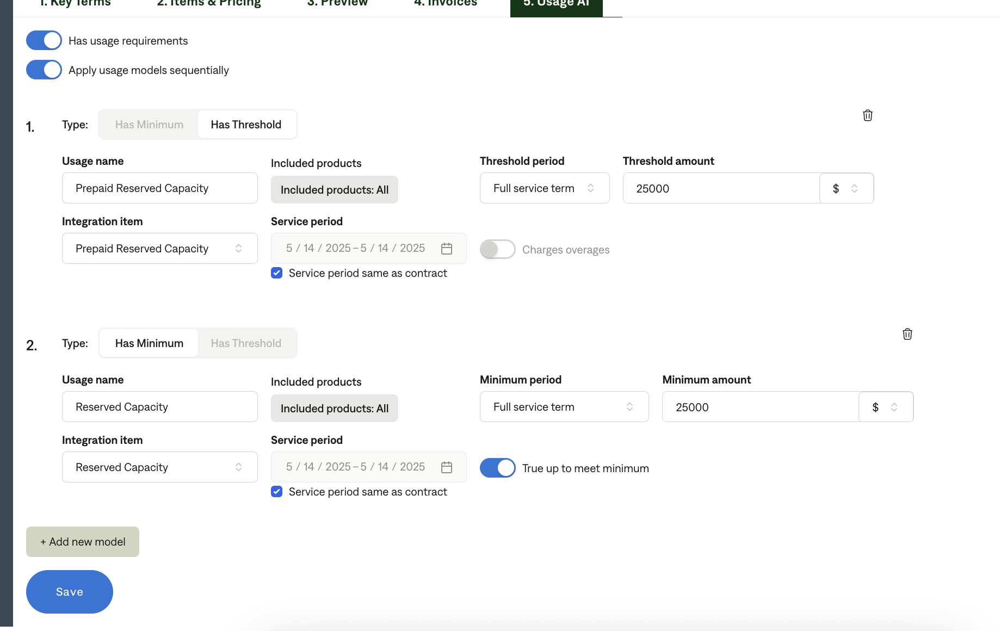 1. Key Terms 2. Items & Pricing 3. Preview 4. Invoices 5. Usage AI
Has usage requirements
Apply usage models sequentially
1. Type: Has Minimum Has Threshold
Usage name Included products Threshold period Threshold amount
Prepaid Reserved Capacity Included products: All Full service term 25000 $
Integration item Service period
Prepaid Reserved Capacity 5 / 14 / 2025 – 5 / 14 / 2025 Charges overages
Service period same as contract
2. Type: Has Minimum Has Threshold
Usage name Included products Minimum period Minimum amount
Reserved Capacity Included products: All Full service term 25000 $
Integration item Service period
Reserved Capacity 5 / 14 / 2025 – 5 / 14 / 2025 True up to meet minimum
Service period same as contract
+ Add new model
Save